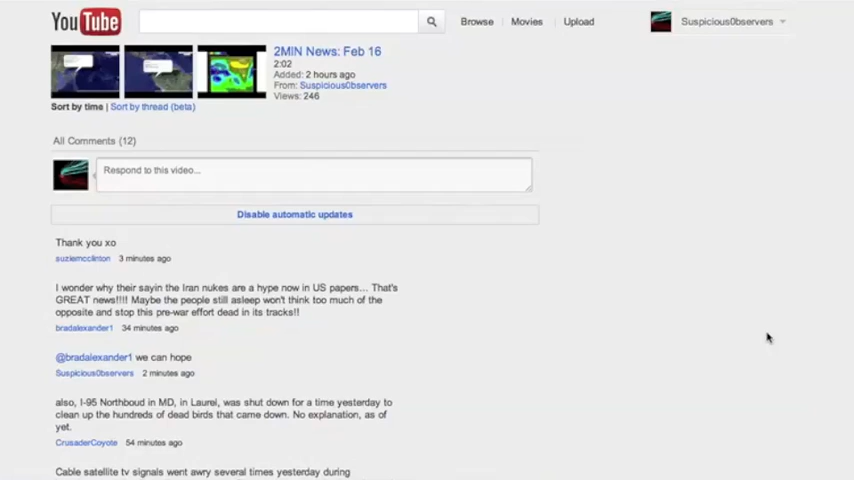 YouTube
Browse
Movies
Upload
Suspicious0bservers
2MIN News: Feb 16
2:02
Added: 2 hours ago
From: Suspicious0bservers
Views: 246
Sort by time | Sort by thread (beta)
All Comments (12)
Respond to this video...
Disable automatic updates
Thank you xo
suziemcclinton 3 minutes ago
I wonder why their sayin the Iran nukes are a hype now in US papers... That's
GREAT news!!!! Maybe the people still asleep won't think too much of the
opposite and stop this pre-war effort dead in its tracks!!
bradalexander1 34 minutes ago
@bradalexander1 we can hope
Suspicious0bservers 2 minutes ago
also, I-95 Northboud in MD, in Laurel, was shut down for a time yesterday to
clean up the hundreds of dead birds that came down. No explanation, as of
yet.
CrusaderCoyote 54 minutes ago
Cable satellite tv signals went awry several times yesterday during